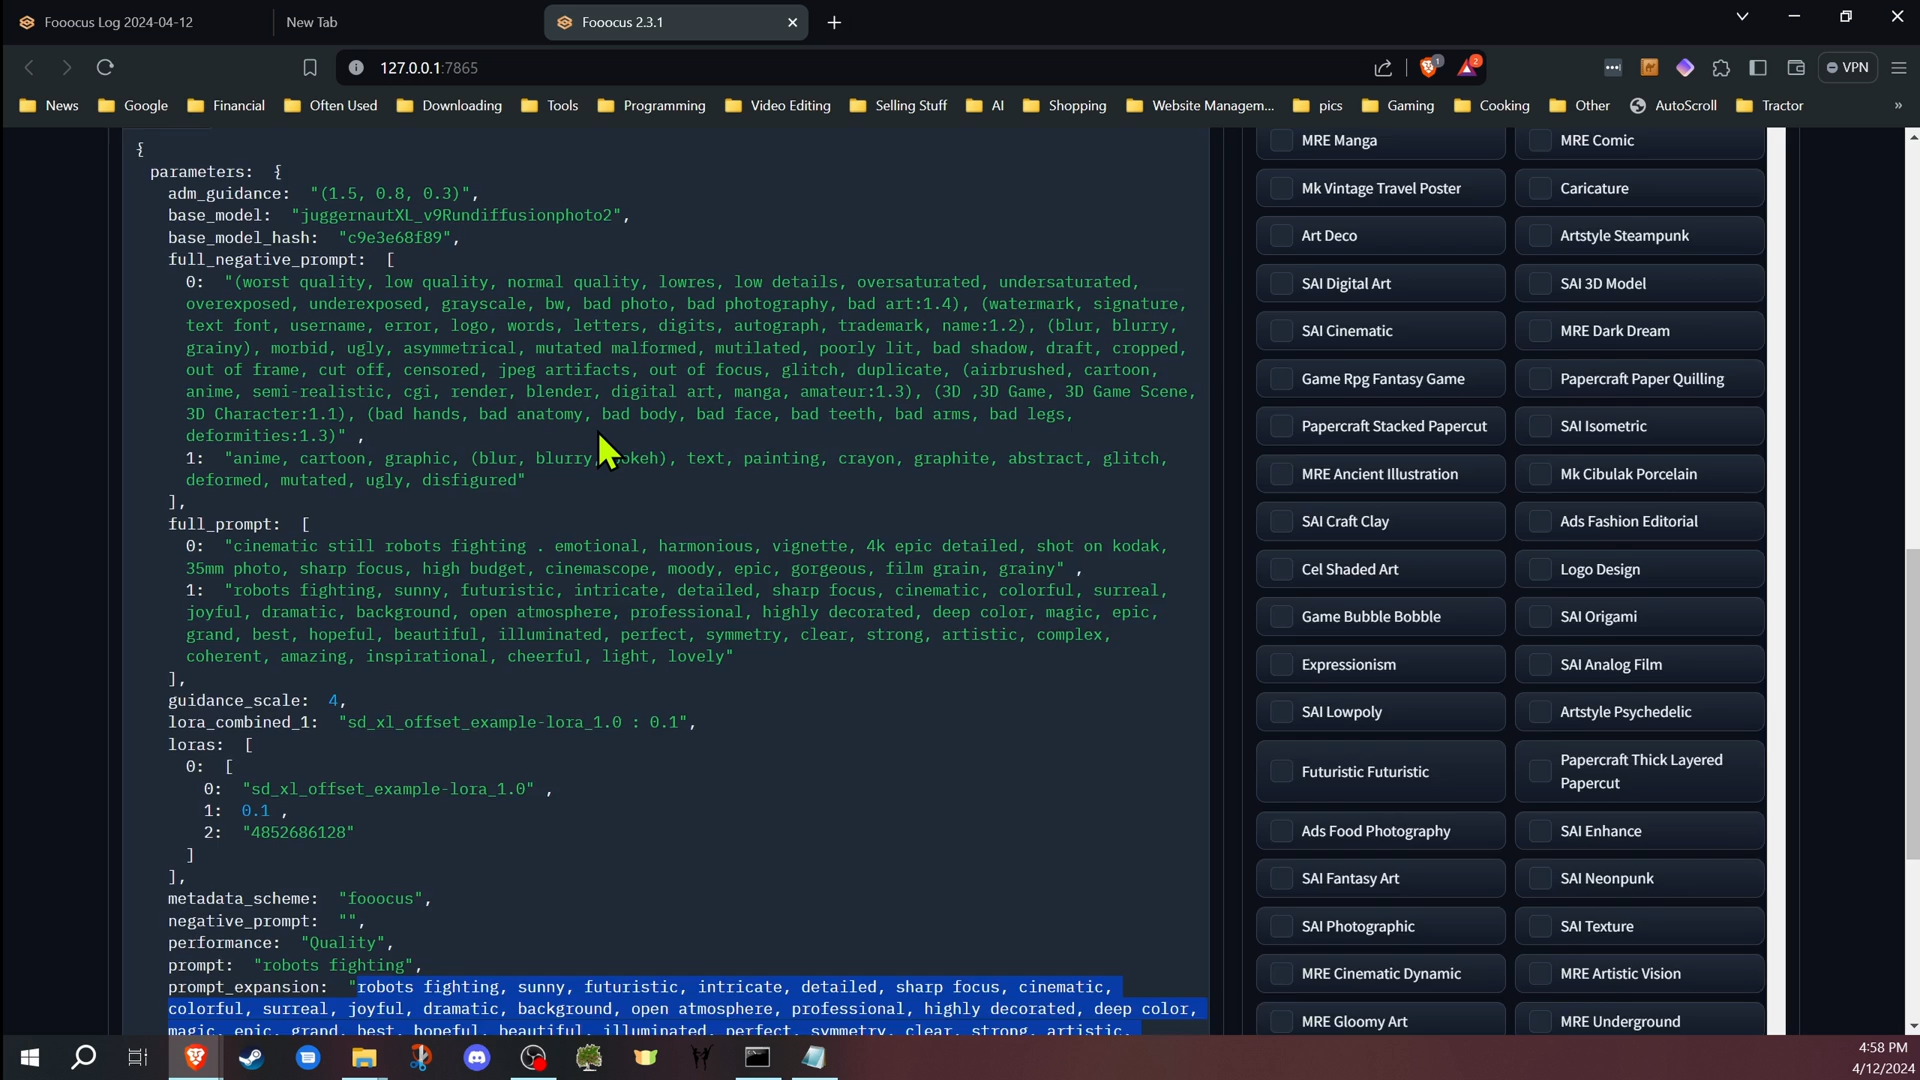 Fooocus Log 2024-04-12
New Tab
Fooocus 2.3.1
127.0.0.1:7865
1
2
VPN
News
Google
Financial
Often Used
Downloading
Tools
Programming
Video Editing
Selling Stuff
AI
Shopping
Website Managem...
pics
Gaming
Cooking
Other
AutoScroll
Tractor
»
{
parameters: {
adm_guidance: "(1.5, 0.8, 0.3)",
base_model: "juggernautXL_v9Rundiffusionphoto2",
base_model_hash: "c9e3e68f89",
full_negative_prompt: [
0: "(worst quality, low quality, normal quality, lowres, low details, oversaturated, undersaturated,
overexposed, underexposed, grayscale, bw, bad photo, bad photography, bad art:1.4), (watermark, signature,
text font, username, error, logo, words, letters, digits, autograph, trademark, name:1.2), (blur, blurry,
grainy), morbid, ugly, asymmetrical, mutated malformed, mutilated, poorly lit, bad shadow, draft, cropped,
out of frame, cut off, censored, jpeg artifacts, out of focus, glitch, duplicate, (airbrushed, cartoon,
anime, semi-realistic, cgi, render, blender, digital art, manga, amateur:1.3), (3D ,3D Game, 3D Game Scene,
3D Character:1.1), (bad hands, bad anatomy, bad body, bad face, bad teeth, bad arms, bad legs,
deformities:1.3)" ,
1: "anime, cartoon, graphic, (blur, blurry, okeh), text, painting, crayon, graphite, abstract, glitch,
deformed, mutated, ugly, disfigured"
],
full_prompt: [
0: "cinematic still robots fighting . emotional, harmonious, vignette, 4k epic detailed, shot on kodak,
35mm photo, sharp focus, high budget, cinemascope, moody, epic, gorgeous, film grain, grainy" ,
1: "robots fighting, sunny, futuristic, intricate, detailed, sharp focus, cinematic, colorful, surreal,
joyful, dramatic, background, open atmosphere, professional, highly decorated, deep color, magic, epic,
grand, best, hopeful, beautiful, illuminated, perfect, symmetry, clear, strong, artistic, complex,
coherent, amazing, inspirational, cheerful, light, lovely"
],
guidance_scale: 4,
lora_combined_1: "sd_xl_offset_example-lora_1.0 : 0.1",
loras: [
0: [
0: "sd_xl_offset_example-lora_1.0" ,
1: 0.1 ,
2: "4852686128"
]
],
metadata_scheme: "fooocus",
negative_prompt: "",
performance: "Quality",
prompt: "robots fighting",
prompt_expansion: "robots fighting, sunny, futuristic, intricate, detailed, sharp focus, cinematic,
colorful, surreal, joyful, dramatic, background, open atmosphere, professional, highly decorated, deep color,
magic, epic, grand, best, hopeful, beautiful, illuminated, perfect, symmetry, clear, strong, artistic,
MRE Manga
MRE Comic
Mk Vintage Travel Poster
Caricature
Art Deco
Artstyle Steampunk
SAI Digital Art
SAI 3D Model
SAI Cinematic
MRE Dark Dream
Game Rpg Fantasy Game
Papercraft Paper Quilling
Papercraft Stacked Papercut
SAI Isometric
MRE Ancient Illustration
Mk Cibulak Porcelain
SAI Craft Clay
Ads Fashion Editorial
Cel Shaded Art
Logo Design
Game Bubble Bobble
SAI Origami
Expressionism
SAI Analog Film
SAI Lowpoly
Artstyle Psychedelic
Futuristic Futuristic
Papercraft Thick Layered
Papercut
Ads Food Photography
SAI Enhance
SAI Fantasy Art
SAI Neonpunk
SAI Photographic
SAI Texture
MRE Cinematic Dynamic
MRE Artistic Vision
MRE Gloomy Art
MRE Underground
4:58 PM
4/12/2024